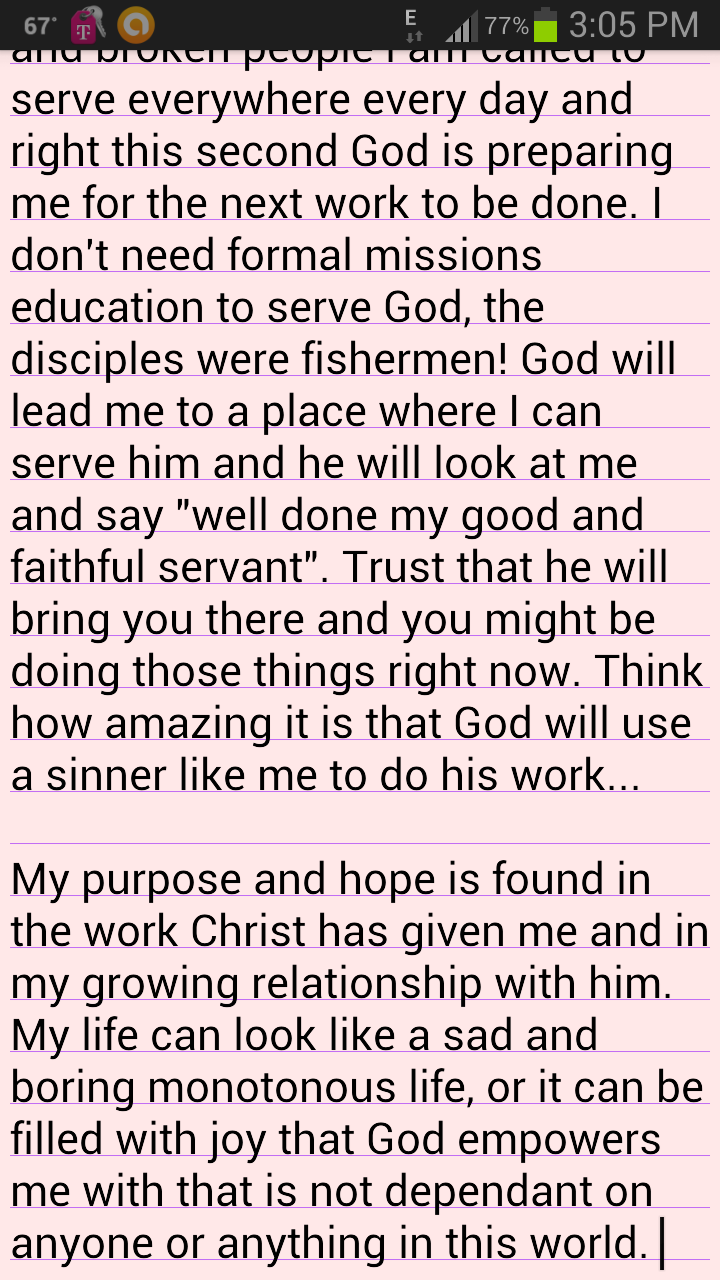 67°
E
77%
3:05 PM
and broken people I am called to
serve everywhere every day and
right this second God is preparing
me for the next work to be done. I
don't need formal missions
education to serve God, the
disciples were fishermen! God will
lead me to a place where I can
serve him and he will look at me
and say "well done my good and
faithful servant". Trust that he will
bring you there and you might be
doing those things right now. Think
how amazing it is that God will use
a sinner like me to do his work...
My purpose and hope is found in
the work Christ has given me and in
my growing relationship with him.
My life can look like a sad and
boring monotonous life, or it can be
filled with joy that God empowers
me with that is not dependant on
anyone or anything in this world.